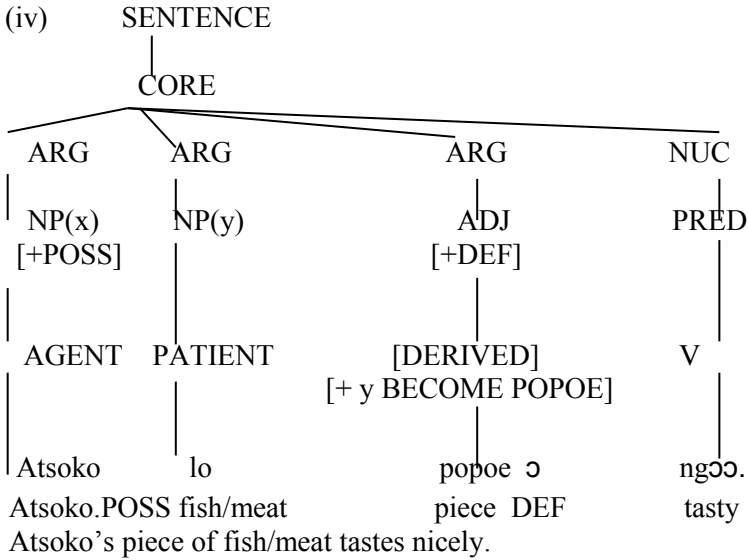 (iv) SENTENCE
CORE
ARG ARG ARG NUC
NP(x) NP(y) ADJ PRED
[+POSS] [+DEF]
AGENT PATIENT [DERIVED] V
[+ y BECOME POPOE]
Atsoko lo popoe ɔ ngɔɔ.
Atsoko.POSS fish/meat piece DEF tasty
Atsoko’s piece of fish/meat tastes nicely.